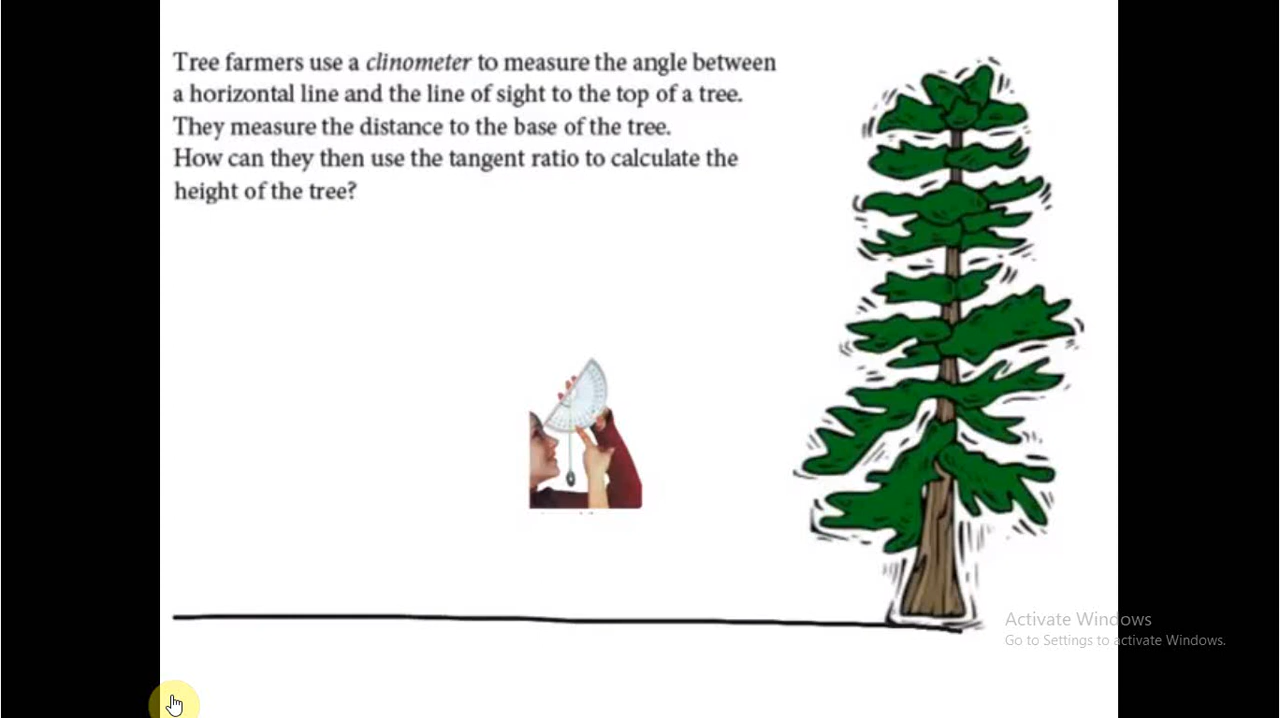 Tree farmers use a clinometer to measure the angle between
a horizontal line and the line of sight to the top of a tree.
They measure the distance to the base of the tree.
How can they then use the tangent ratio to calculate the
height of the tree?
Activate Windows
Go to Settings to activate Windows.